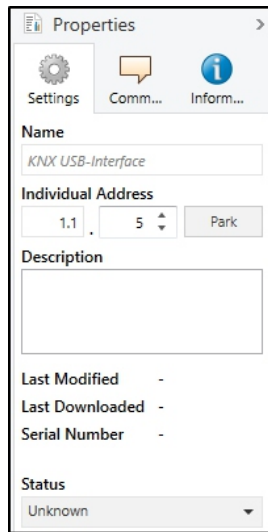 Properties
Settings Comm... Inform...
Name
KNX USB-Interface
Individual Address
1.1 . 5 Park
Description
Last Modified -
Last Downloaded -
Serial Number -
Status
Unknown